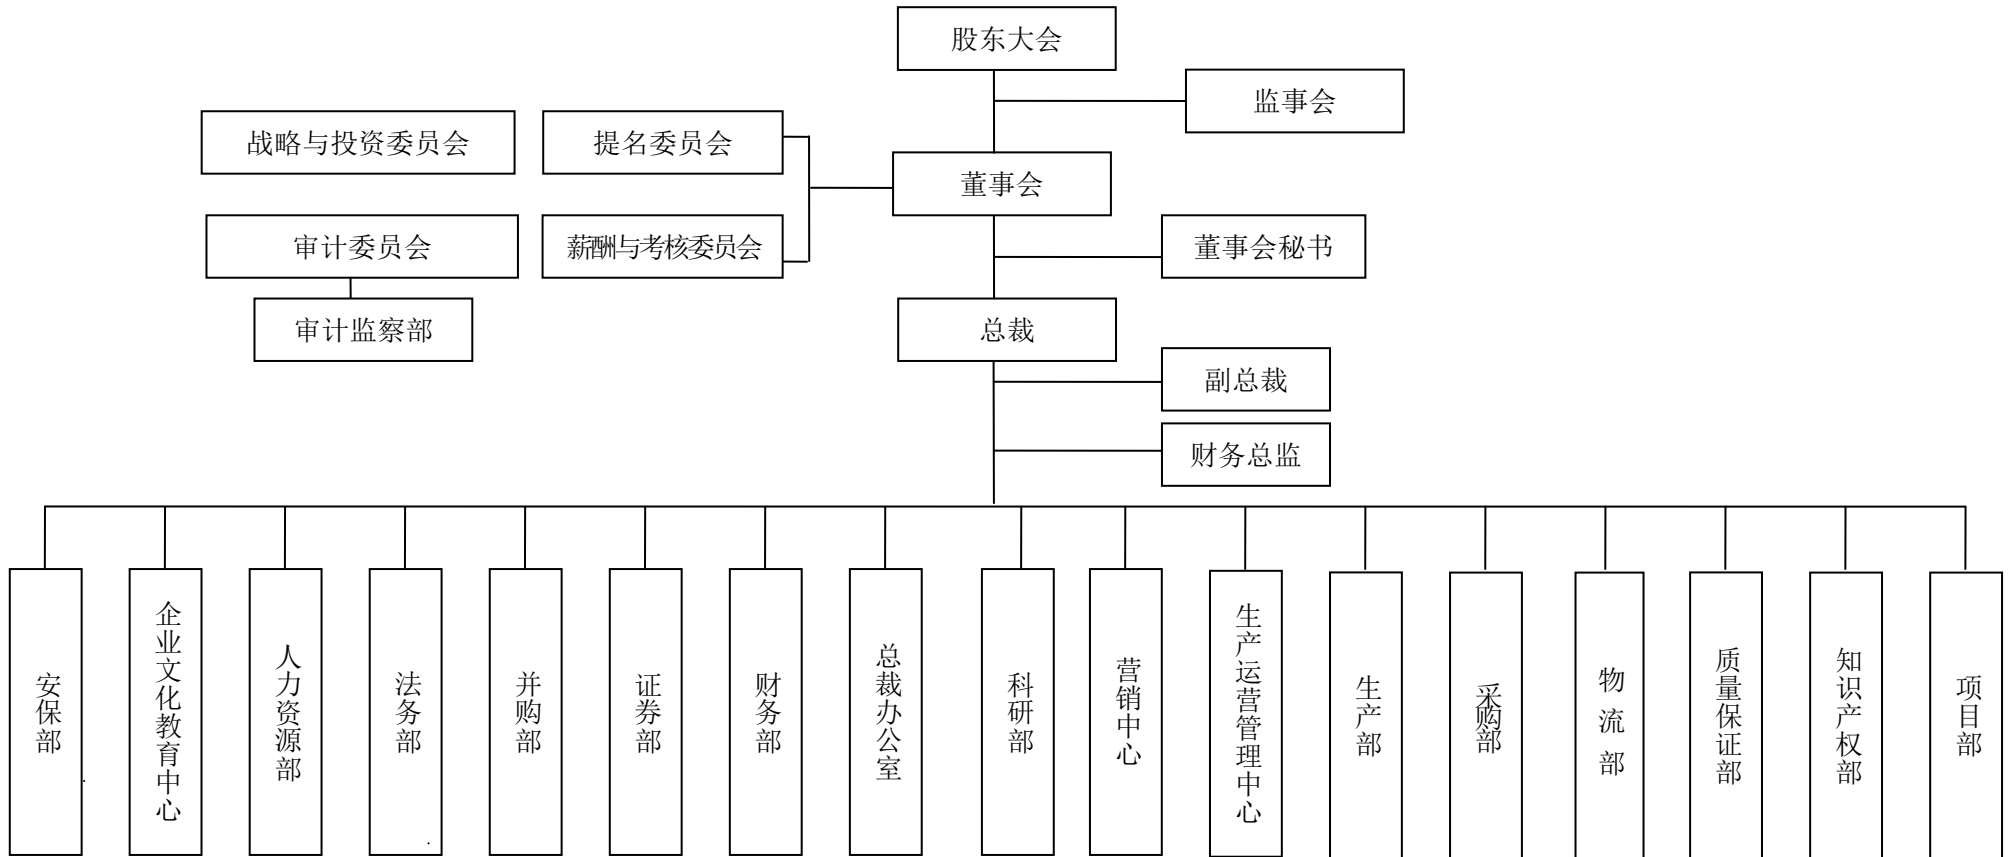 股东大会
监事会
战略与投资委员会
提名委员会
董事会
审计委员会
薪酬与考核委员会
董事会秘书
审计监察部
总裁
副总裁
财务总监
安保部
企业文化教育中心
人力资源部
法务部
并购部
证券部
财务部
总裁办公室
科研部
营销中心
生产运营管理中心
生产部
采购部
物流部
质量保证部
知识产权部
项目部